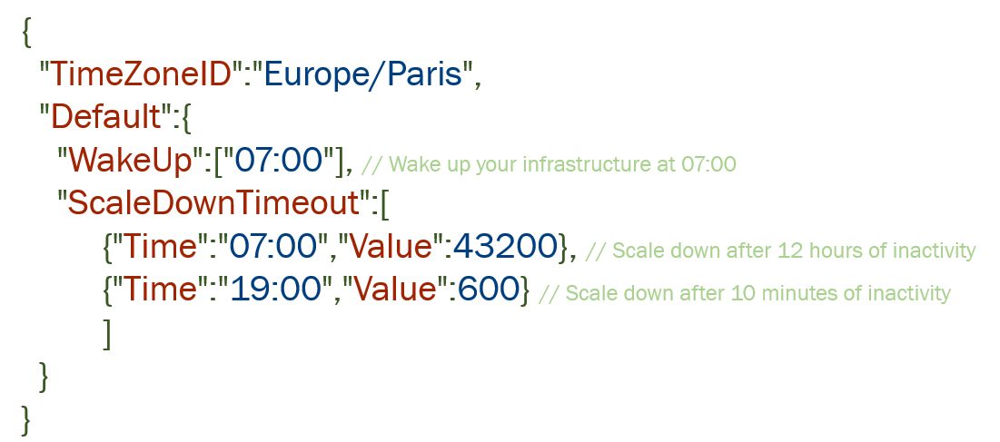 {
"TimeZoneID":"Europe/Paris",
"Default":{
"WakeUp":["07:00"], // Wake up your infrastructure at 07:00
"ScaleDownTimeout":[
{"Time":"07:00","Value":43200}, // Scale down after 12 hours of inactivity
{"Time":"19:00","Value":600} // Scale down after 10 minutes of inactivity
]
}
}